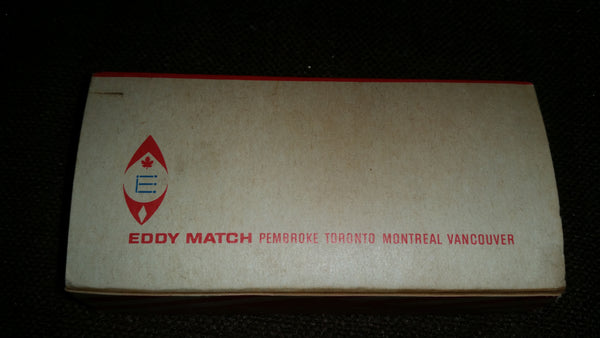 E
EDDY MATCH PEMBROKE TORONTO MONTREAL VANCOUVER